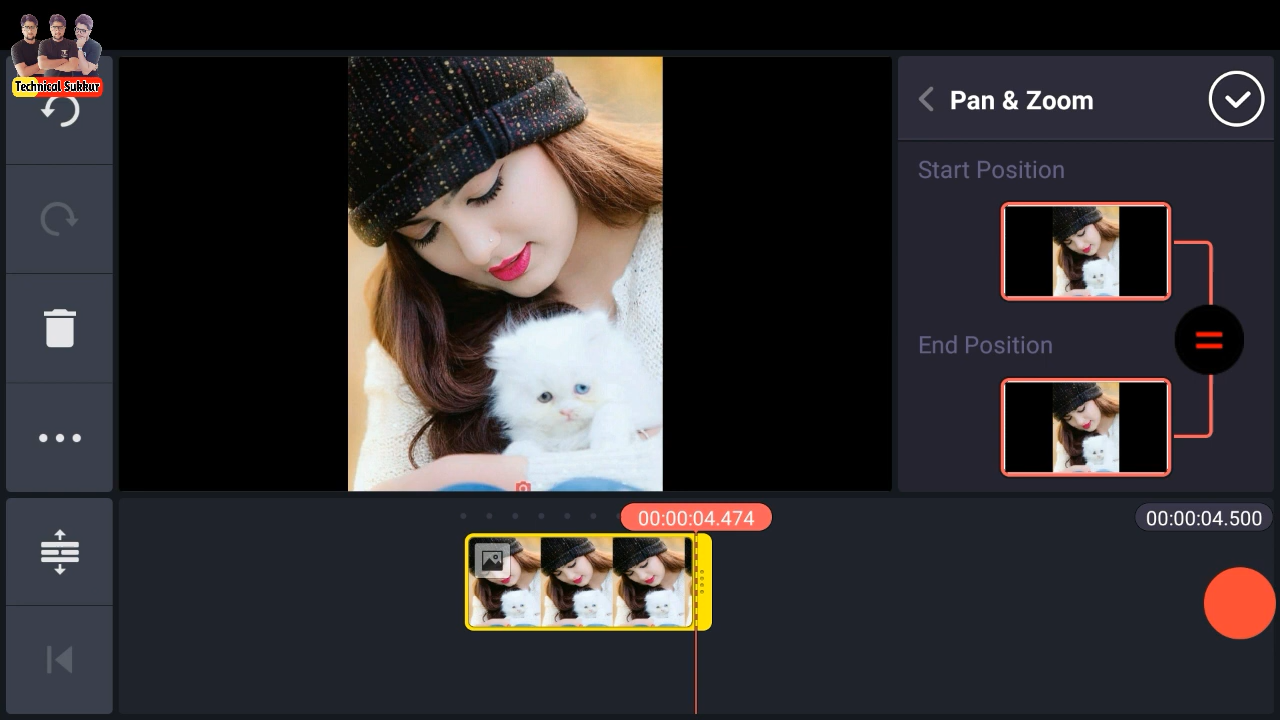 Technical Sukkur
Pan & Zoom
Start Position
End Position
00:00:04.474
00:00:04.500